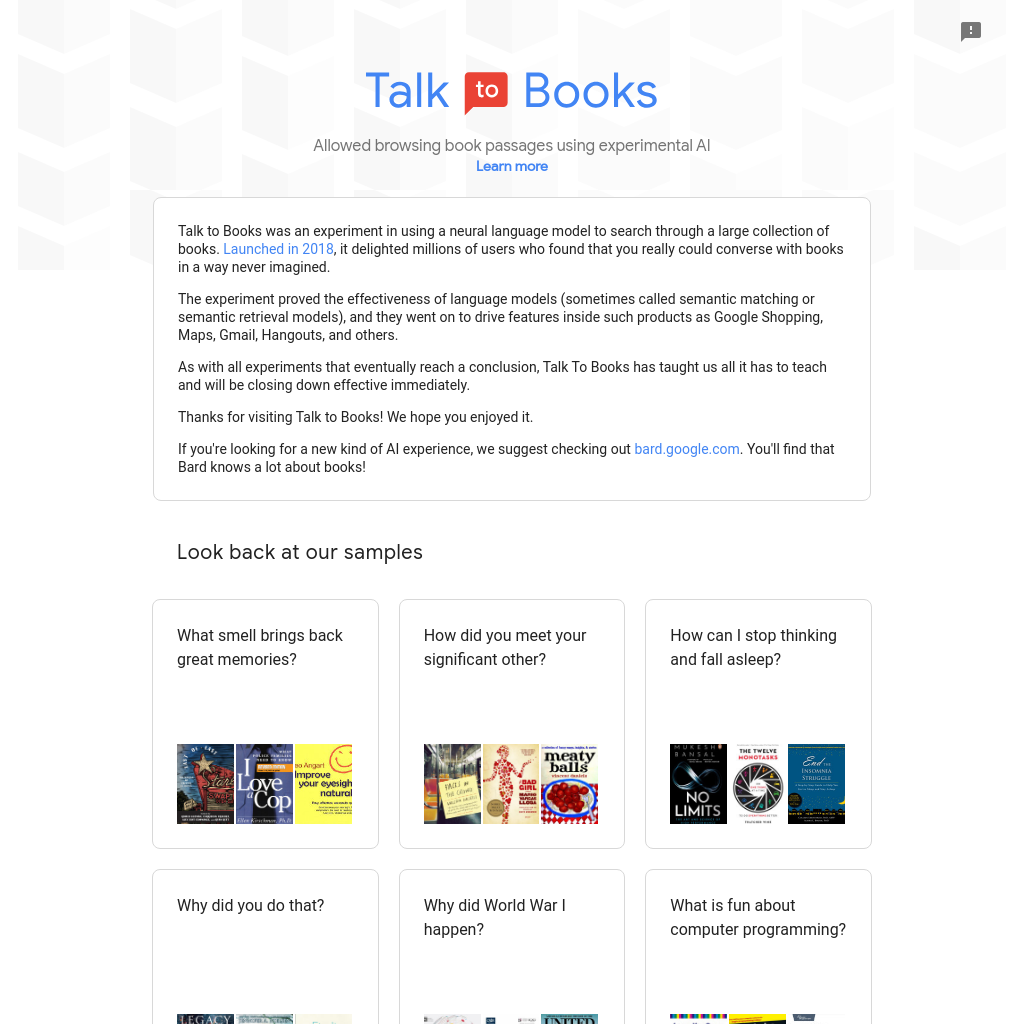 Talk to Books
Allowed browsing book passages using experimental AI
Learn more
Talk to Books was an experiment in using a neural language model to search through a large collection of
books. Launched in 2018, it delighted millions of users who found that you really could converse with books
in a way never imagined.
The experiment proved the effectiveness of language models (sometimes called semantic matching or
semantic retrieval models), and they went on to drive features inside such products as Google Shopping,
Maps, Gmail, Hangouts, and others.
As with all experiments that eventually reach a conclusion, Talk To Books has taught us all it has to teach
and will be closing down effective immediately.
Thanks for visiting Talk to Books! We hope you enjoyed it.
If you're looking for a new kind of AI experience, we suggest checking out bard.google.com. You'll find that
Bard knows a lot about books!
Look back at our samples
What smell brings back
great memories?
I
Love
a Cop
Improve
your eyesight
natural
How did you meet your
significant other?
BAD
GIRL
meaty
balls
How can I stop thinking
and fall asleep?
MUKESH
BANSAL
NO
LIMITS
THE TWELVE
MONOTASKS
End the
INSOMNIA
STRUGGLE
Why did you do that?
LEGACY
Why did World War I
happen?
UNITED
What is fun about
computer programming?